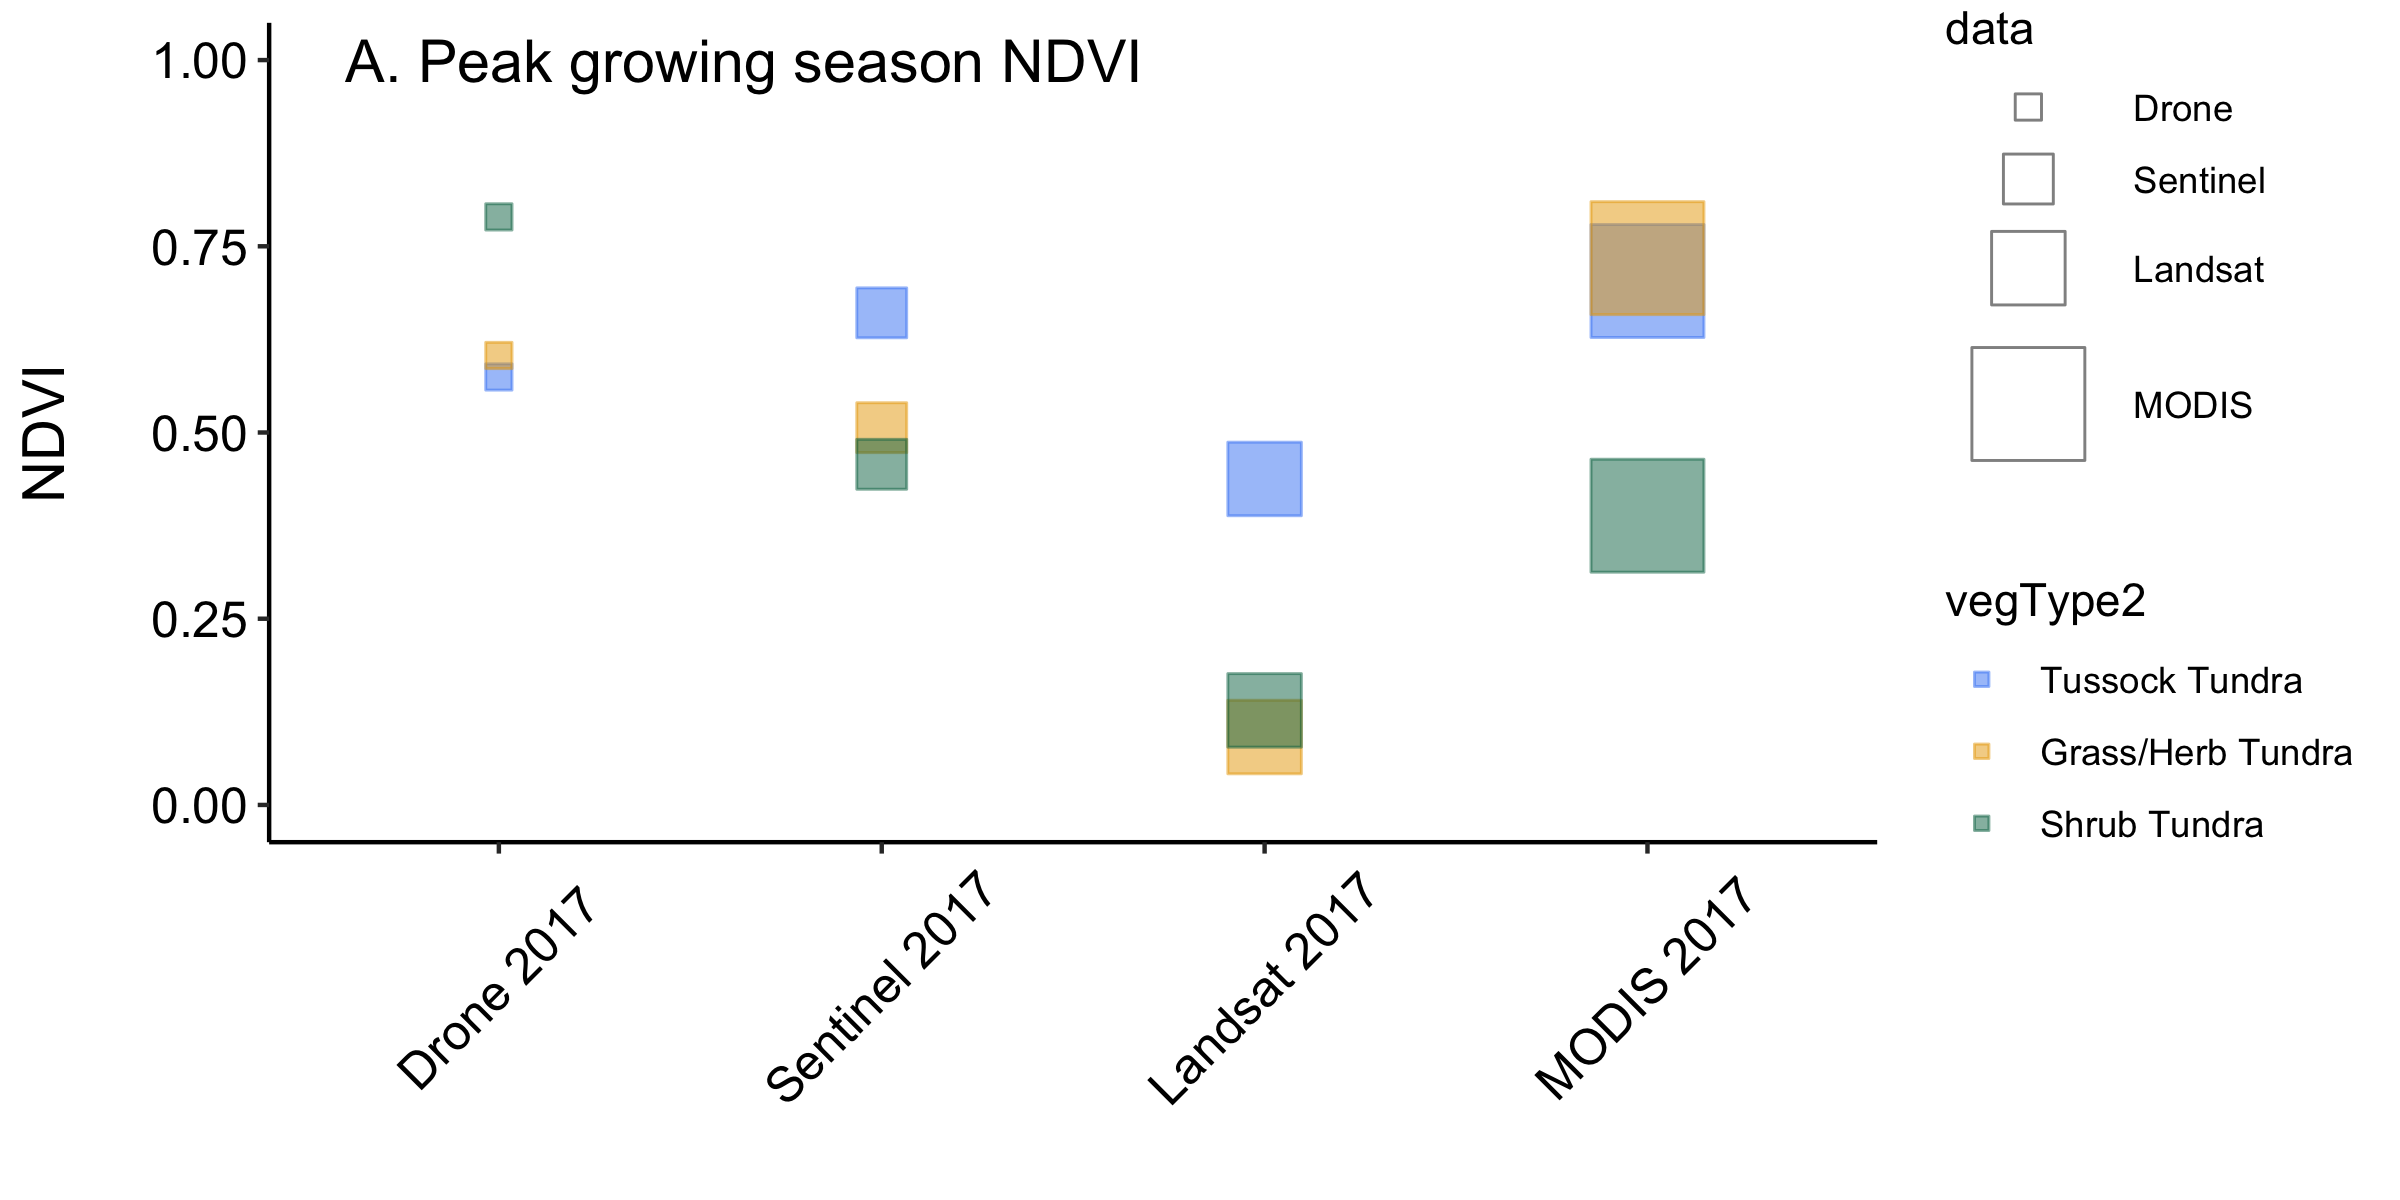 A. Peak growing season NDVI
NDVI
1.00
0.75
0.50
0.25
0.00
Drone 2017
Sentinel 2017
Landsat 2017
MODIS 2017
data
Drone
Sentinel
Landsat
MODIS
vegType2
Tussock Tundra
Grass/Herb Tundra
Shrub Tundra